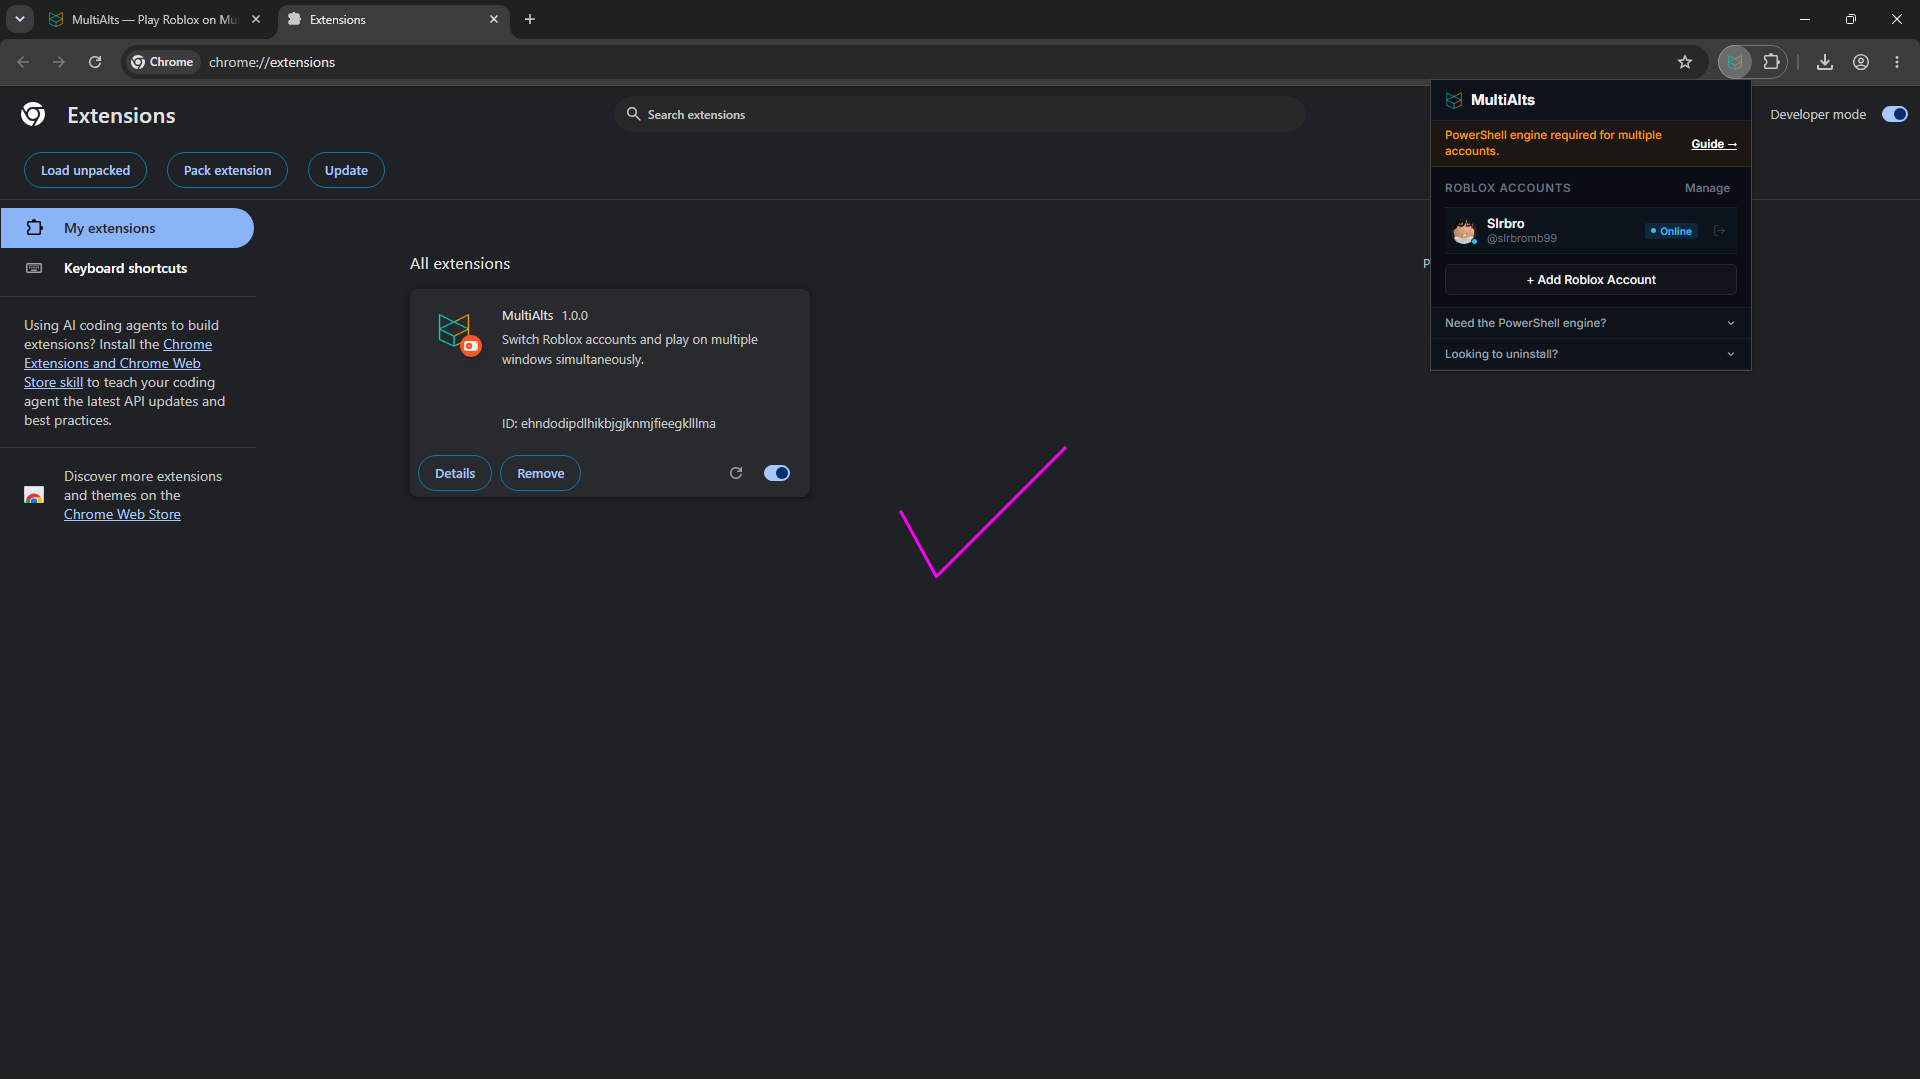 MultiAlts — Play Roblox on Mu
Extensions
Chrome
chrome://extensions
Extensions
Search extensions
Developer mode
Load unpacked
Pack extension
Update
My extensions
Keyboard shortcuts
Using AI coding agents to build
extensions? Install the Chrome
Extensions and Chrome Web
Store skill to teach your coding
agent the latest API updates and
best practices.
Discover more extensions
and themes on the
Chrome Web Store
All extensions
P
MultiAlts 1.0.0
Switch Roblox accounts and play on multiple
windows simultaneously.
Details
Remove
MultiAlts
PowerShell engine required for multiple
accounts.
Guide →
ROBLOX ACCOUNTS
Manage
Online
+ Add Roblox Account
Need the PowerShell engine?
Looking to uninstall?